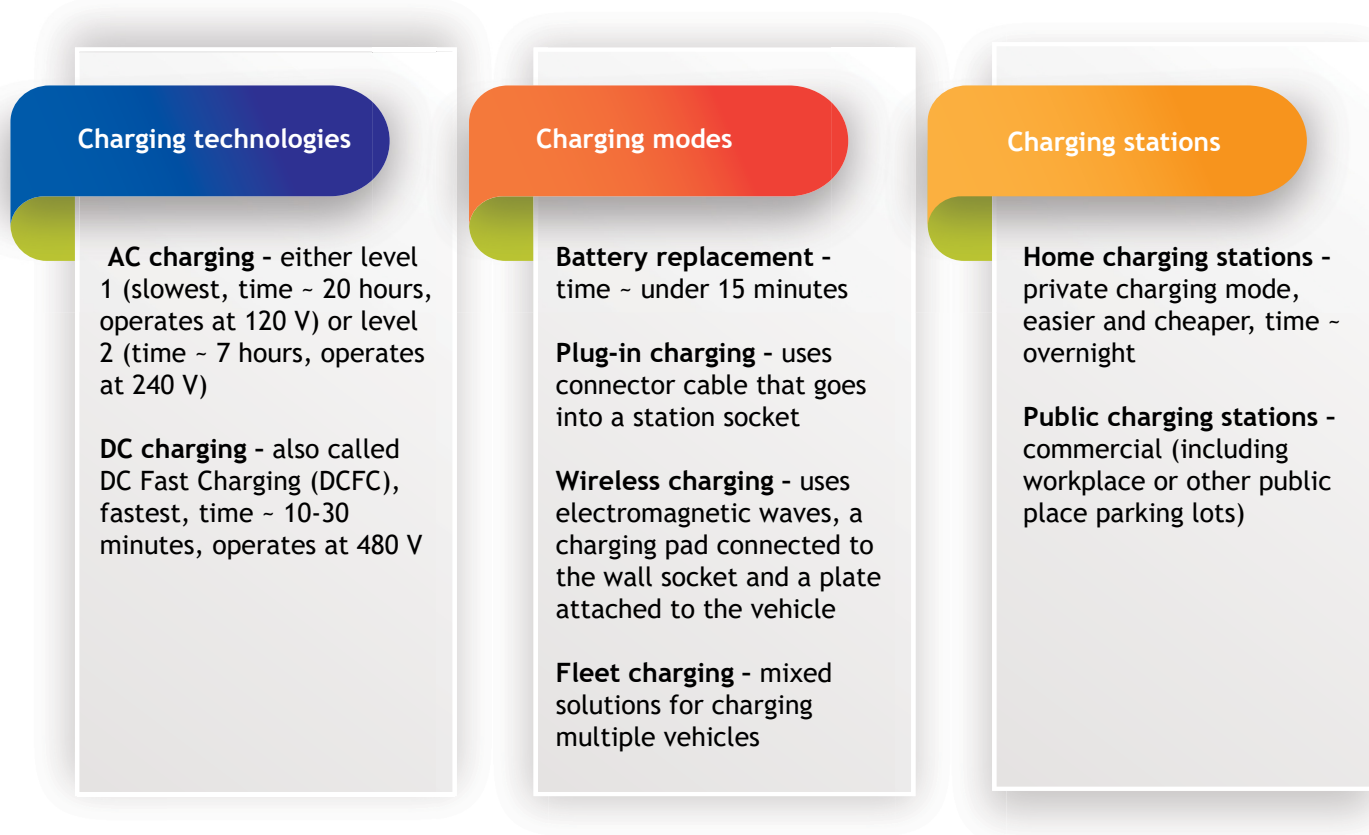 Charging technologies
AC charging – either level
1 (slowest, time ~ 20 hours,
operates at 120 V) or level
2 (time ~ 7 hours, operates
at 240 V)
DC charging – also called
DC Fast Charging (DCFC),
fastest, time ~ 10-30
minutes, operates at 480 V
Charging modes
Battery replacement –
time ~ under 15 minutes
Plug-in charging – uses
connector cable that goes
into a station socket
Wireless charging – uses
electromagnetic waves, a
charging pad connected to
the wall socket and a plate
attached to the vehicle
Fleet charging – mixed
solutions for charging
multiple vehicles
Charging stations
Home charging stations –
private charging mode,
easier and cheaper, time ~
overnight
Public charging stations –
commercial (including
workplace or other public
place parking lots)